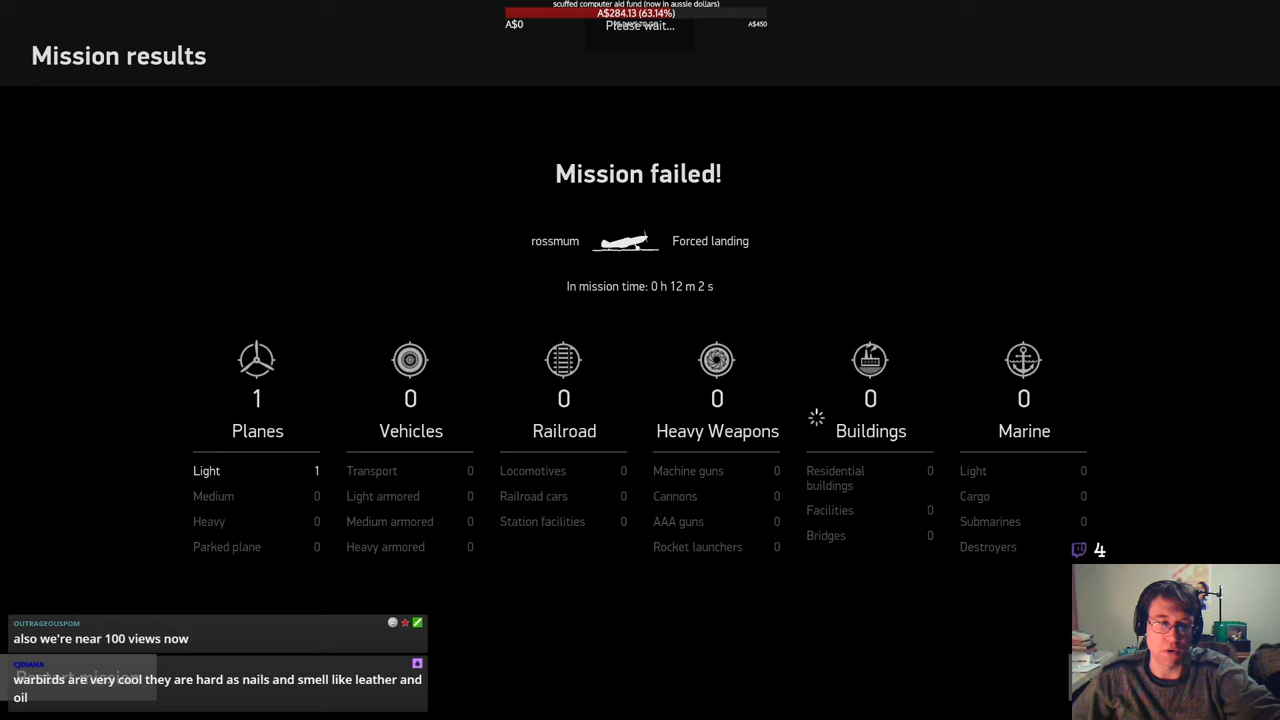 scuffed computer aid fund (now in aussie dollars)
A$284.13 (63.14%)
A$0
A$450
Please wait...
Mission results
Mission failed!
rossmum
Forced landing
In mission time: 0 h 12 m 2 s
1
0
0
0
0
0
Planes
Vehicles
Railroad
Heavy Weapons
Buildings
Marine
Light 1
Medium 0
Heavy 0
Parked plane 0
Transport 0
Light armored 0
Medium armored 0
Heavy armored 0
Locomotives 0
Railroad cars 0
Station facilities 0
Machine guns 0
Cannons 0
AAA guns 0
Rocket launchers 0
Residential 0
buildings
Facilities 0
Bridges 0
Light 0
Cargo 0
Submarines 0
Destroyers
4
OUTRAGEOUSPOM
also we're near 100 views now
CJDIANA
warbirds are very cool they are hard as nails and smell like leather and
oil
Restart mission